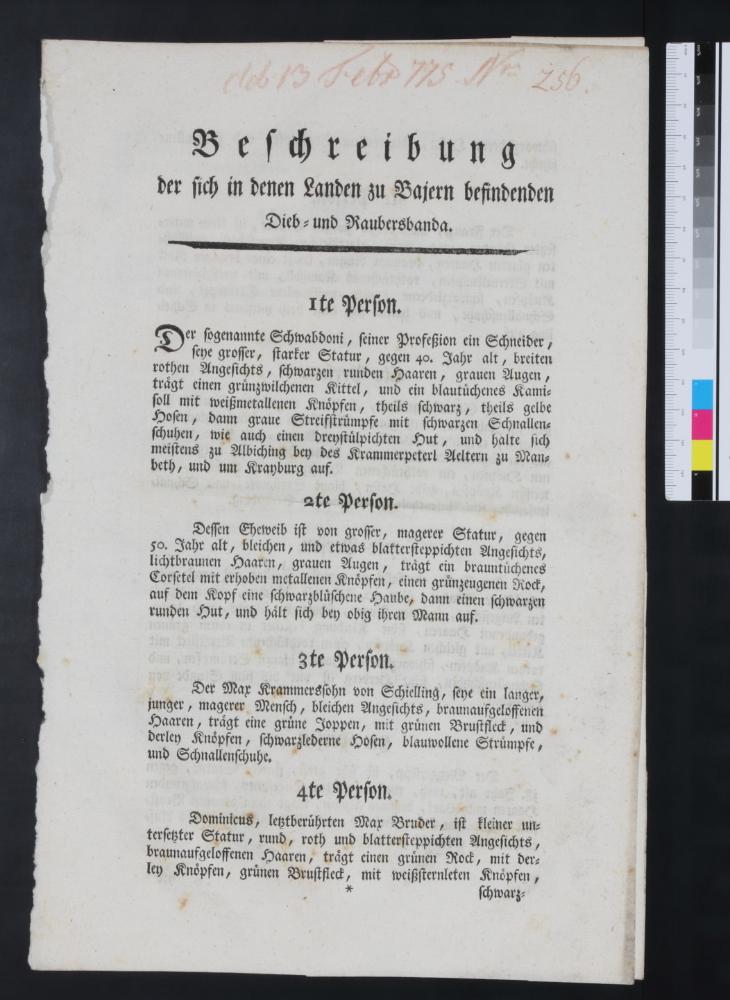 den 13 Febr 775 Nro 256.
Beſchreibung
der ſich in denen Landen zu Bajern befindenden
Dieb- und Raubersbanda.
1te Perſon.
Der ſogenannte Schwabdoni, ſeiner Profeßion ein Schneider,
ſeye groſſer, ſtarker Statur, gegen 40. Jahr alt, breiten
rothen Angeſichts, ſchwarzen runden Haaren, grauen Augen,
trägt einen grünzwilchenen Kittel, und ein blautüchenes Kami-
ſoll mit weißmetallenen Knöpfen, theils ſchwarz, theils gelbe
Hoſen, dann graue Streifſtrümpfe mit ſchwarzen Schnallen-
ſchuhen, wie auch einen dreyſtülpichten Hut, und halte ſich
meiſtens zu Albiching bey des Krammerpeterl Aeltern zu Man-
beth, und um Krayburg auf.
2te Perſon.
Deſſen Eheweib iſt von groſſer, magerer Statur, gegen
50. Jahr alt, bleichen, und etwas blatterſteppichten Angeſichts,
lichtbraunen Haaren, grauen Augen, trägt ein brauntüchenes
Corſetel mit erhoben metallenen Knöpfen, einen grünzeugenen Rock,
auf dem Kopf eine ſchwarzblüſchene Haube, dann einen ſchwarzen
runden Hut, und hält ſich bey obig ihren Mann auf.
3te Perſon.
Der Max Krammersſohn von Schielling, ſeye ein langer,
junger, magerer Menſch, bleichen Angeſichts, braunaufgeloffenen
Haaren, trägt eine grüne Joppen, mit grünen Bruſtfleck, und
derley Knöpfen, ſchwarzlederne Hoſen, blauwollene Strümpfe,
und Schnallenſchuhe.
4te Perſon.
Dominicus, letztberührten Max Bruder, iſt kleiner un-
terſetzter Statur, rund, roth und blatterſteppichten Angeſichts,
braunaufgeloffenen Haaren, trägt einen grünen Rock, mit der-
ley Knöpfen, grünen Bruſtfleck, mit weißſternleten Knöpfen,
* ſchwarz-